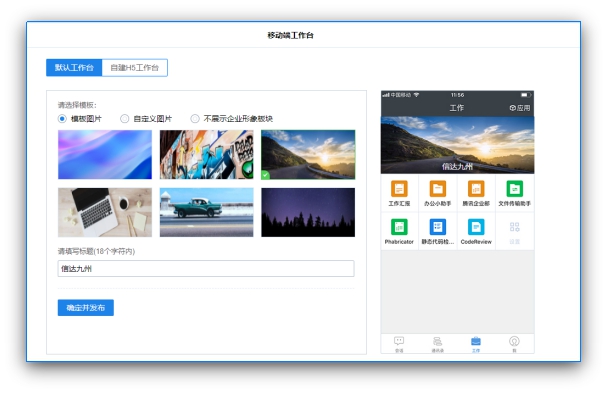 移动端工作台
默认工作台
自建H5工作台
请选择模板:
模板图片
自定义图片
不展示企业形象板块
请填写标题(18个字符内)
信达九州
确定并发布
中国移动
11:56
工作
应用
信达九州
工作汇报
办公小助手
腾讯企业邮
文件传输助手
Phabricator
静态代码检...
CodeReview
设置
通讯录
工作
我